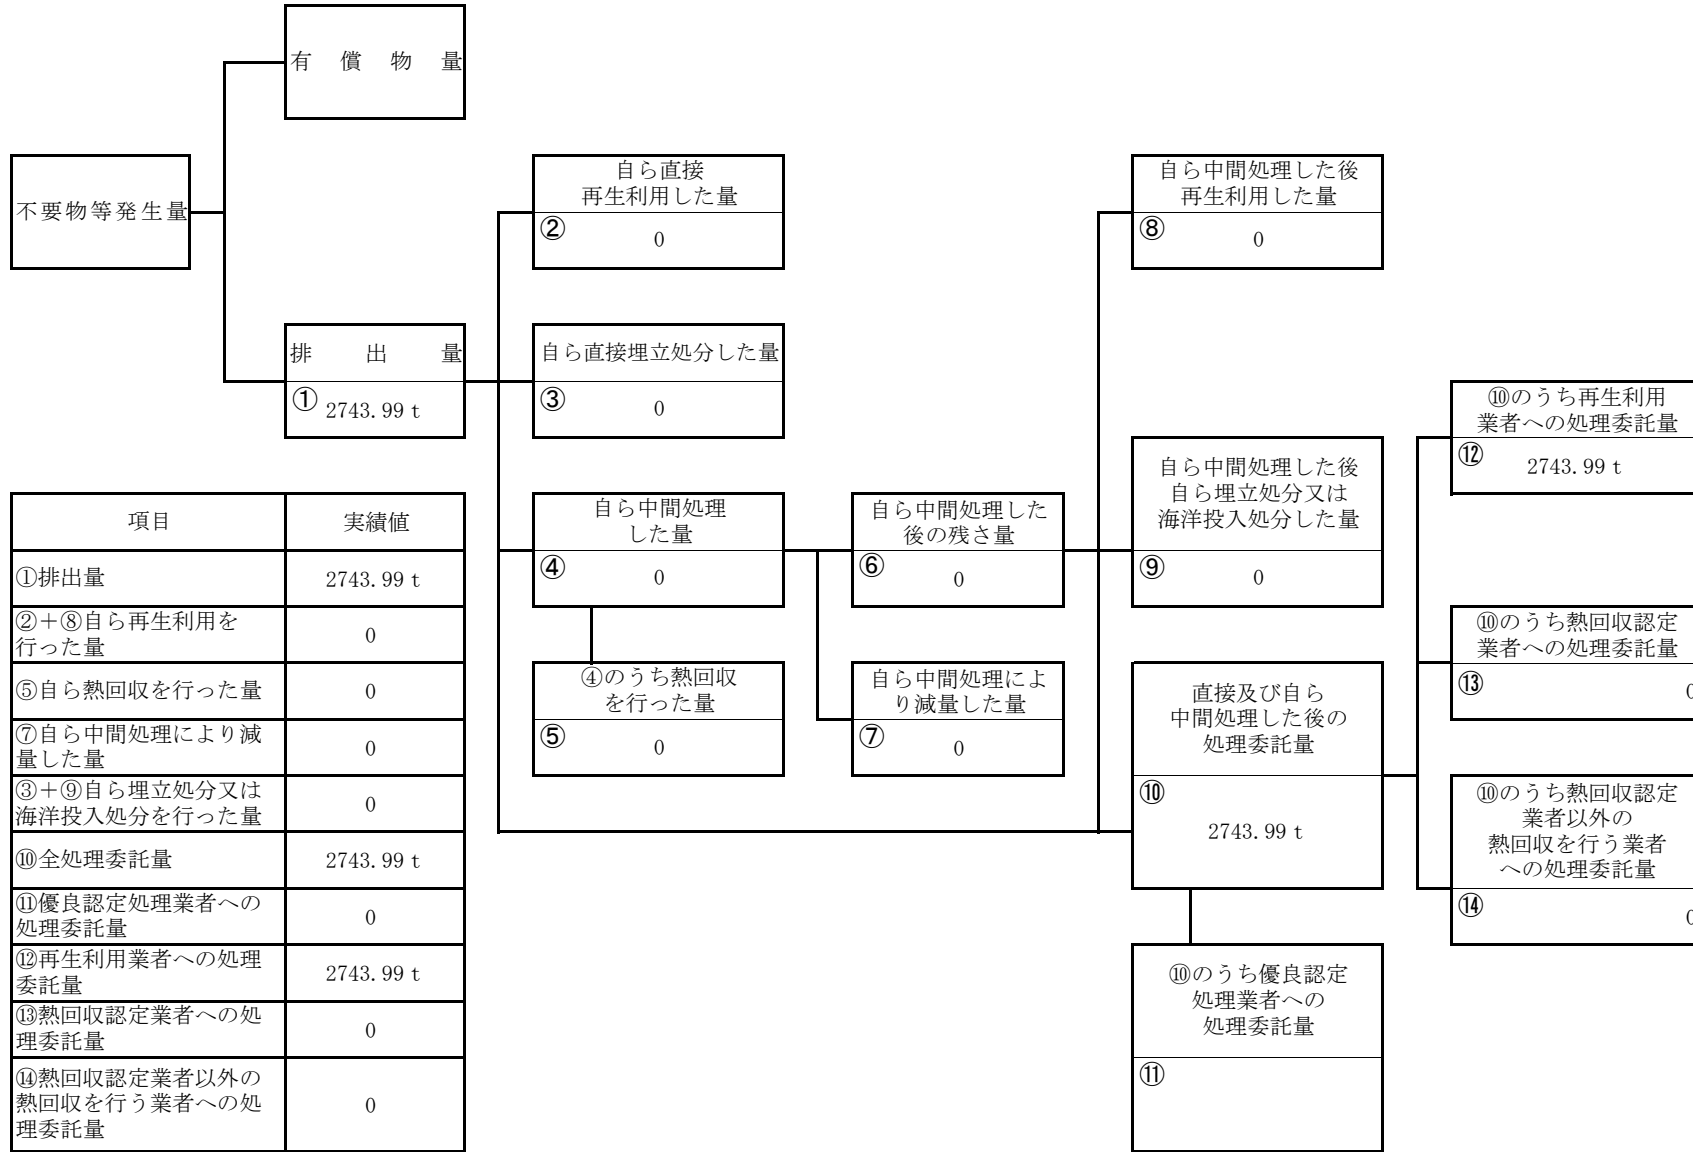 有償物量
不要物等発生量
排出量
① 2743.99 t
自ら直接
再生利用した量
② 0
自ら直接埋立処分した量
③ 0
自ら中間処理
した量
④ 0
④のうち熱回収
を行った量
⑤ 0
自ら中間処理した
後の残さ量
⑥ 0
自ら中間処理によ
り減量した量
⑦ 0
自ら中間処理した後
再生利用した量
⑧ 0
自ら中間処理した後
自ら埋立処分又は
海洋投入処分した量
⑨ 0
直接及び自ら
中間処理した後の
処理委託量
⑩
2743.99 t
⑩のうち優良認定
処理業者への
処理委託量
⑪
⑩のうち再生利用
業者への処理委託量
⑫ 2743.99 t
⑩のうち熱回収認定
業者への処理委託量
⑬ 0
⑩のうち熱回収認定
業者以外の
熱回収を行う業者
への処理委託量
⑭ 0
項目 実績値
①排出量 2743.99 t
②＋⑧自ら再生利用を
行った量 0
⑤自ら熱回収を行った量 0
⑦自ら中間処理により減
量した量 0
③＋⑨自ら埋立処分又は
海洋投入処分を行った量 0
⑩全処理委託量 2743.99 t
⑪優良認定処理業者への
処理委託量 0
⑫再生利用業者への処理
委託量 2743.99 t
⑬熱回収認定業者への処
理委託量 0
⑭熱回収認定業者以外の
熱回収を行う業者への処
理委託量 0